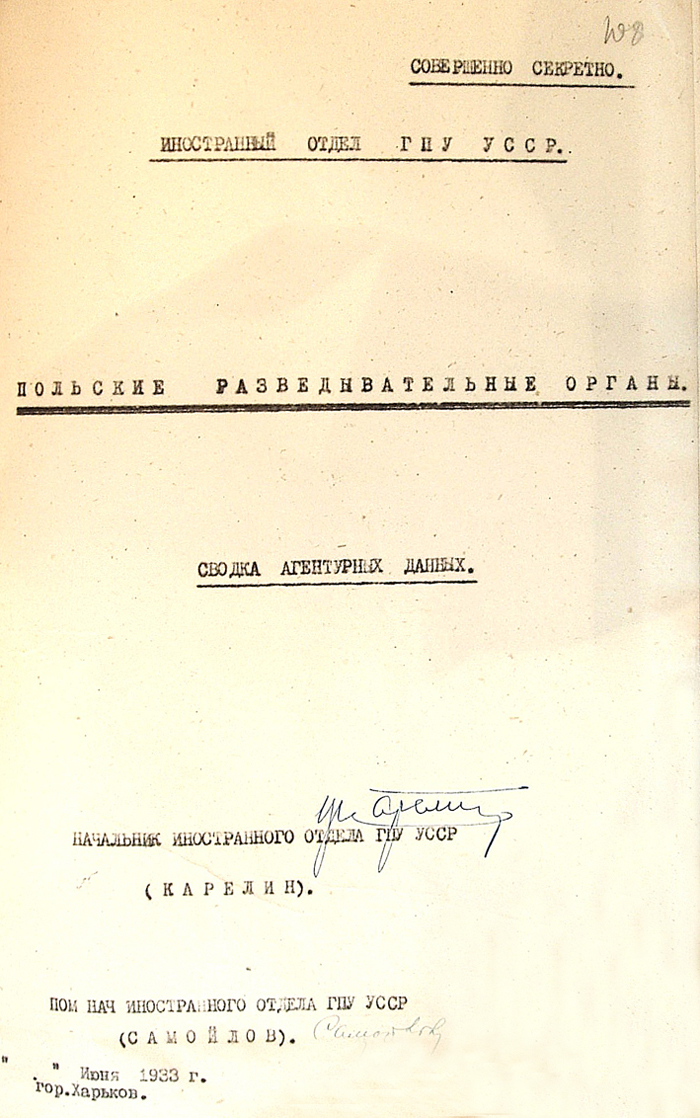 108
СОВЕРШЕННО СЕКРЕТНО.
ИНОСТРАННЫЙ ОТДЕЛ ГПУ УССР.
ПОЛЬСКИЕ РАЗВЕДЫВАТЕЛЬНЫЕ ОРГАНЫ.
СВОДКА АГЕНТУРНЫХ ДАННЫХ.
НАЧАЛЬНИК ИНОСТРАННОГО ОТДЕЛА ГПУ УССР
(КАРЕЛИН).
ПОМ НАЧ ИНОСТРАННОГО ОТДЕЛА ГПУ УССР
(САМОЙЛОВ).
" " Июня 1933 г.
гор.Харьков.